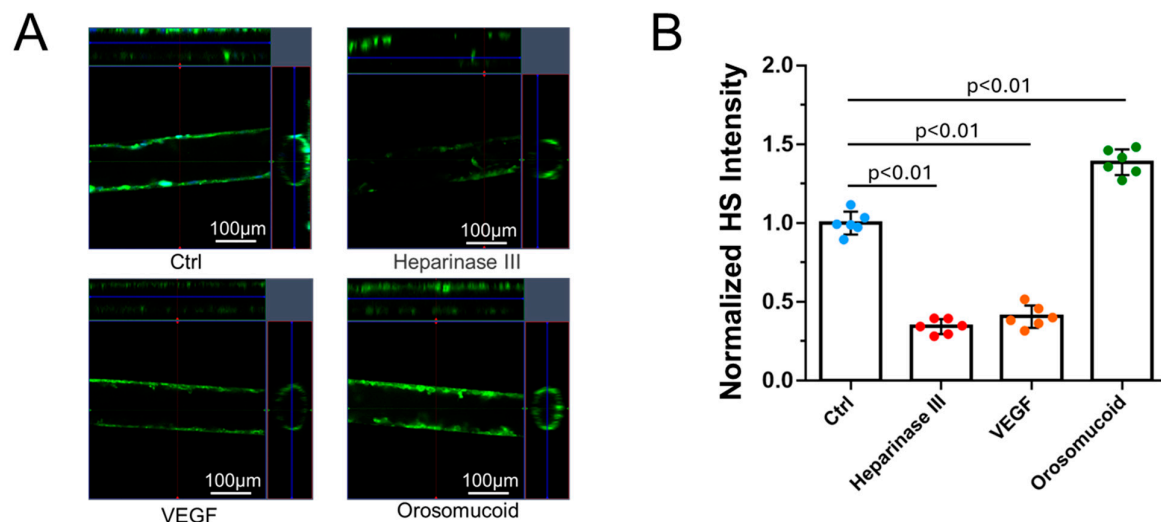 A
100µm
Ctrl
100µm
Heparinase III
100µm
VEGF
100µm
Orosomucoid
B
Normalized HS Intensity
2.0
1.5
1.0
0.5
0.0
p<0.01
p<0.01
p<0.01
Ctrl
Heparinase III
VEGF
Orosomucoid